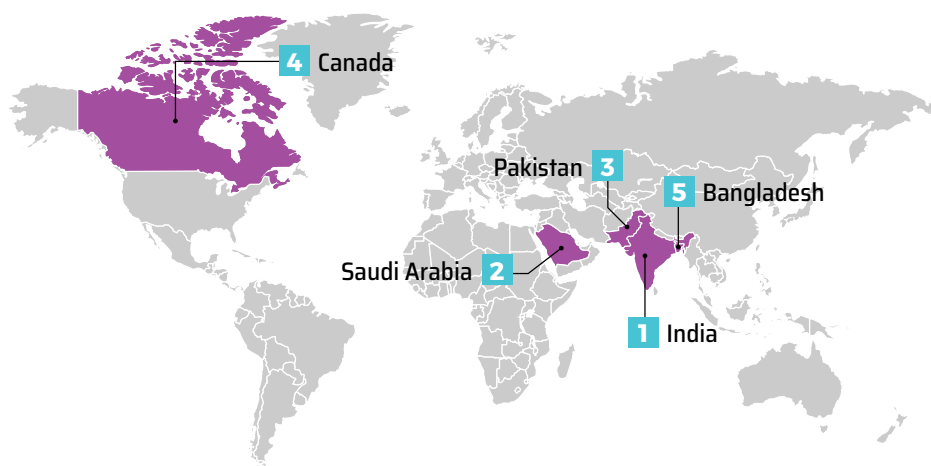 4 Canada
Pakistan 3
5 Bangladesh
Saudi Arabia 2
1 India